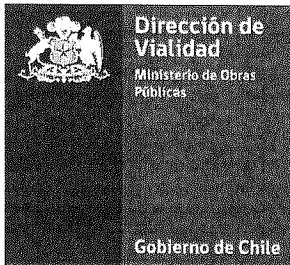 Dirección de
Vialidad
Ministerio de Obras
Públicas
Gobierno de Chile